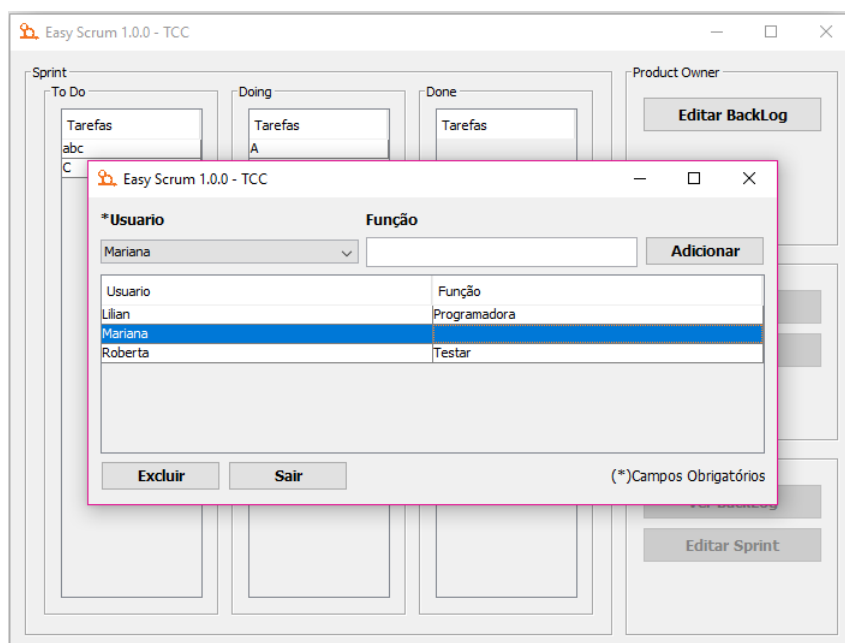 Easy Scrum 1.0.0 - TCC
Sprint
To Do
Doing
Done
Product Owner
Tarefas
Tarefas
Tarefas
Editar BackLog
abc
A
C
Easy Scrum 1.0.0 - TCC
*Usuario
Função
Mariana
Adicionar
Usuario
Função
Lilian
Programadora
Mariana
Roberta
Testar
Excluir
Sair
(*)Campos Obrigatórios
Ver BackLog
Editar Sprint